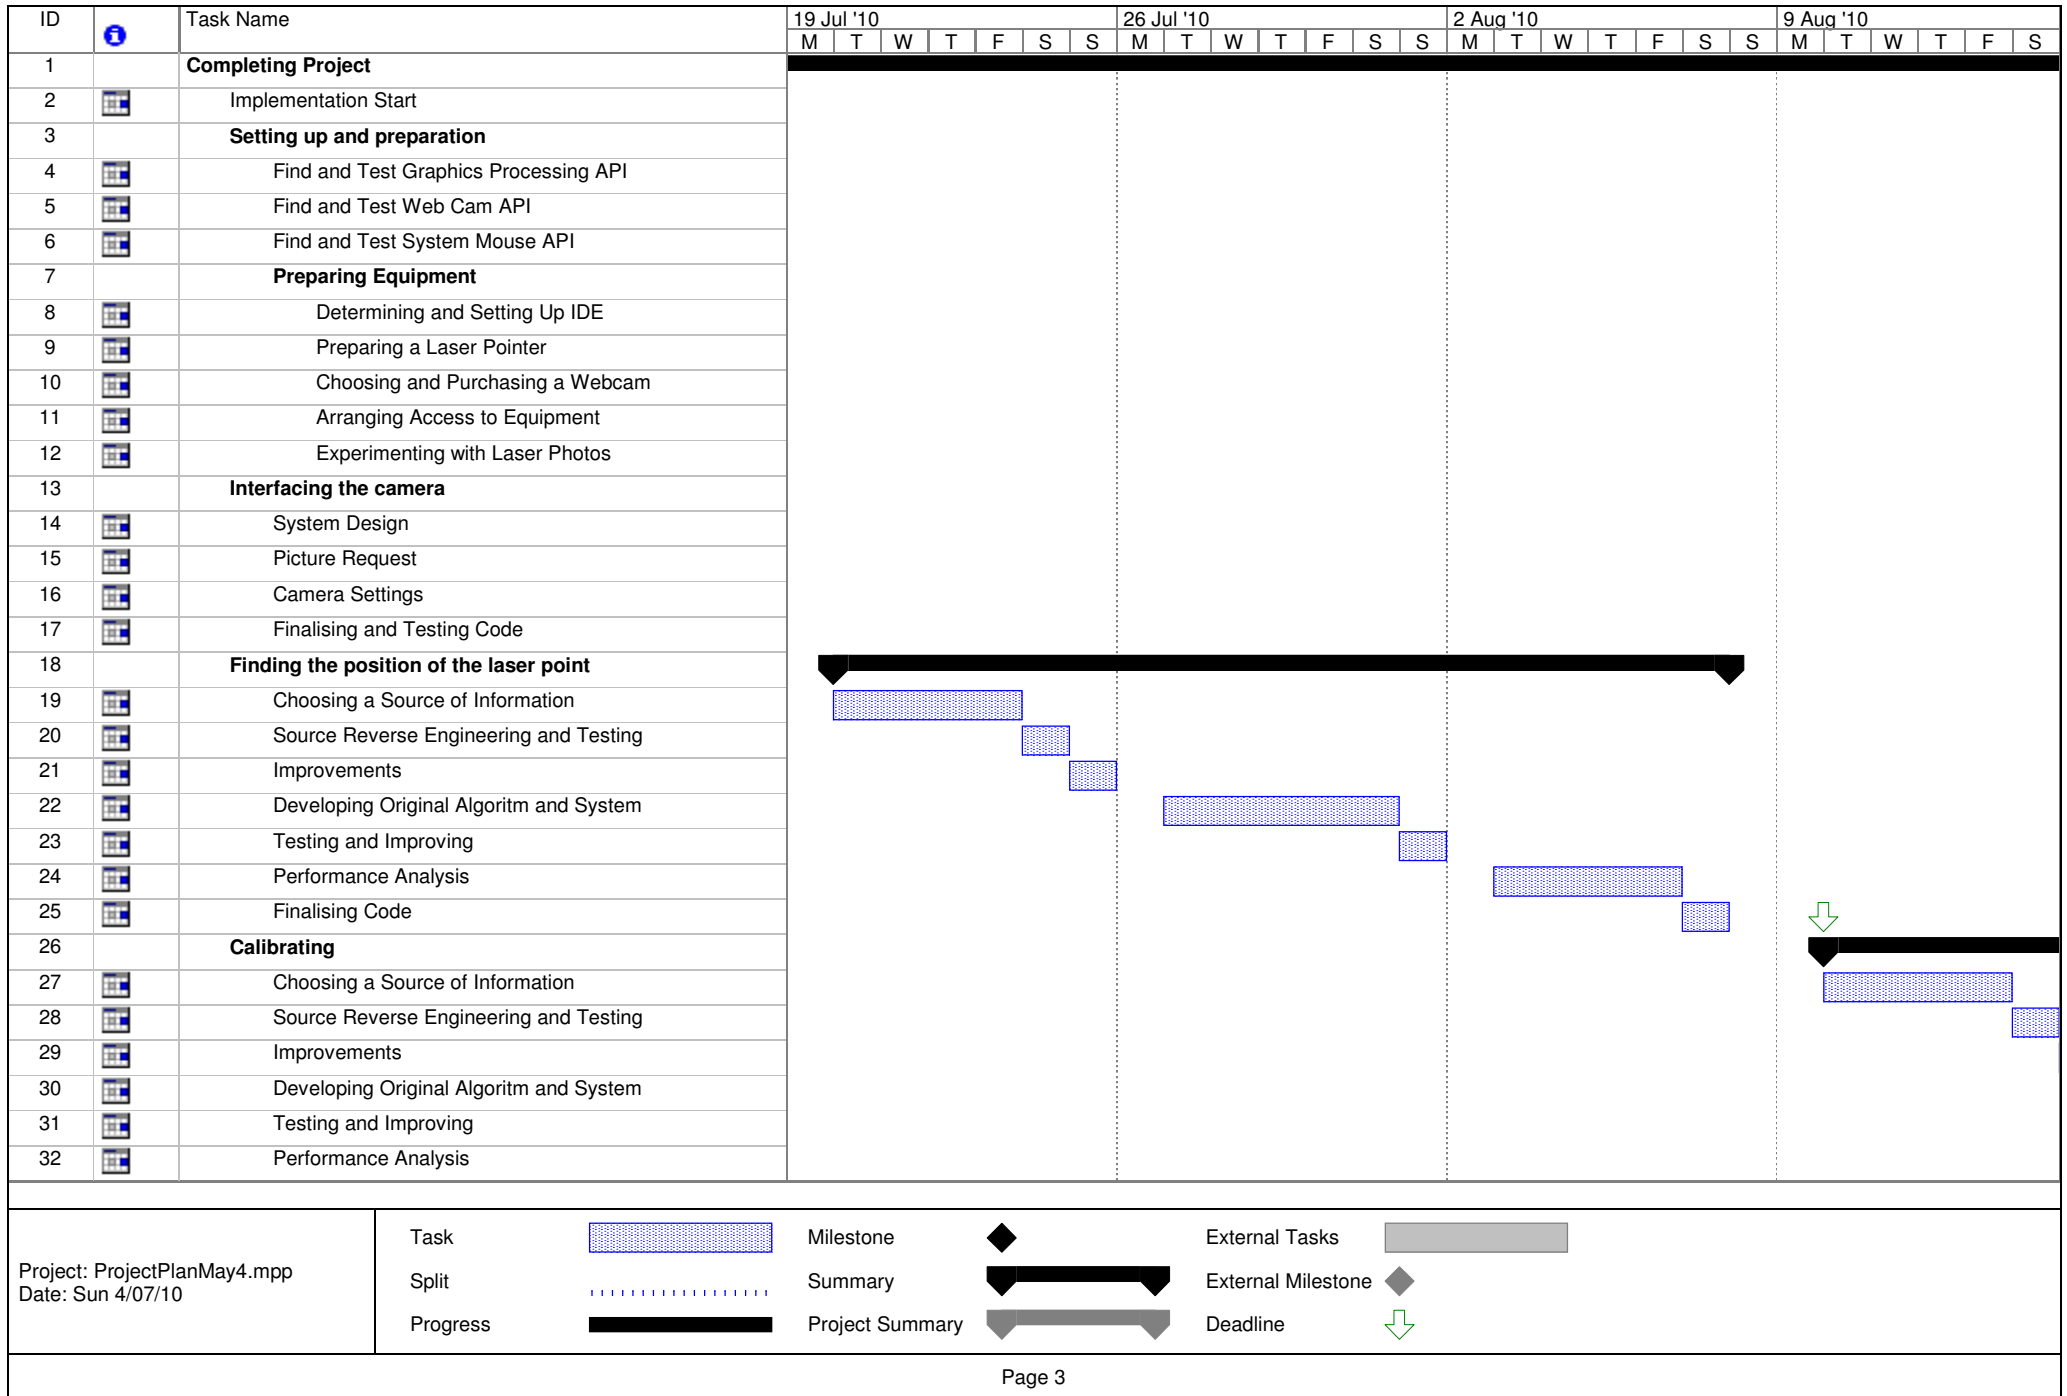 ID Task Name 19 Jul '10 26 Jul '10 2 Aug '10 9 Aug '10
M T W T F S S M T W T F S S M T W T F S S M T W T F S
1 Completing Project
2 Implementation Start
3 Setting up and preparation
4 Find and Test Graphics Processing API
5 Find and Test Web Cam API
6 Find and Test System Mouse API
7 Preparing Equipment
8 Determining and Setting Up IDE
9 Preparing a Laser Pointer
10 Choosing and Purchasing a Webcam
11 Arranging Access to Equipment
12 Experimenting with Laser Photos
13 Interfacing the camera
14 System Design
15 Picture Request
16 Camera Settings
17 Finalising and Testing Code
18 Finding the position of the laser point
19 Choosing a Source of Information
20 Source Reverse Engineering and Testing
21 Improvements
22 Developing Original Algoritm and System
23 Testing and Improving
24 Performance Analysis
25 Finalising Code
26 Calibrating
27 Choosing a Source of Information
28 Source Reverse Engineering and Testing
29 Improvements
30 Developing Original Algoritm and System
31 Testing and Improving
32 Performance Analysis
Project: ProjectPlanMay4.mpp
Date: Sun 4/07/10
Task Milestone External Tasks
Split Summary External Milestone
Progress Project Summary Deadline
Page 3